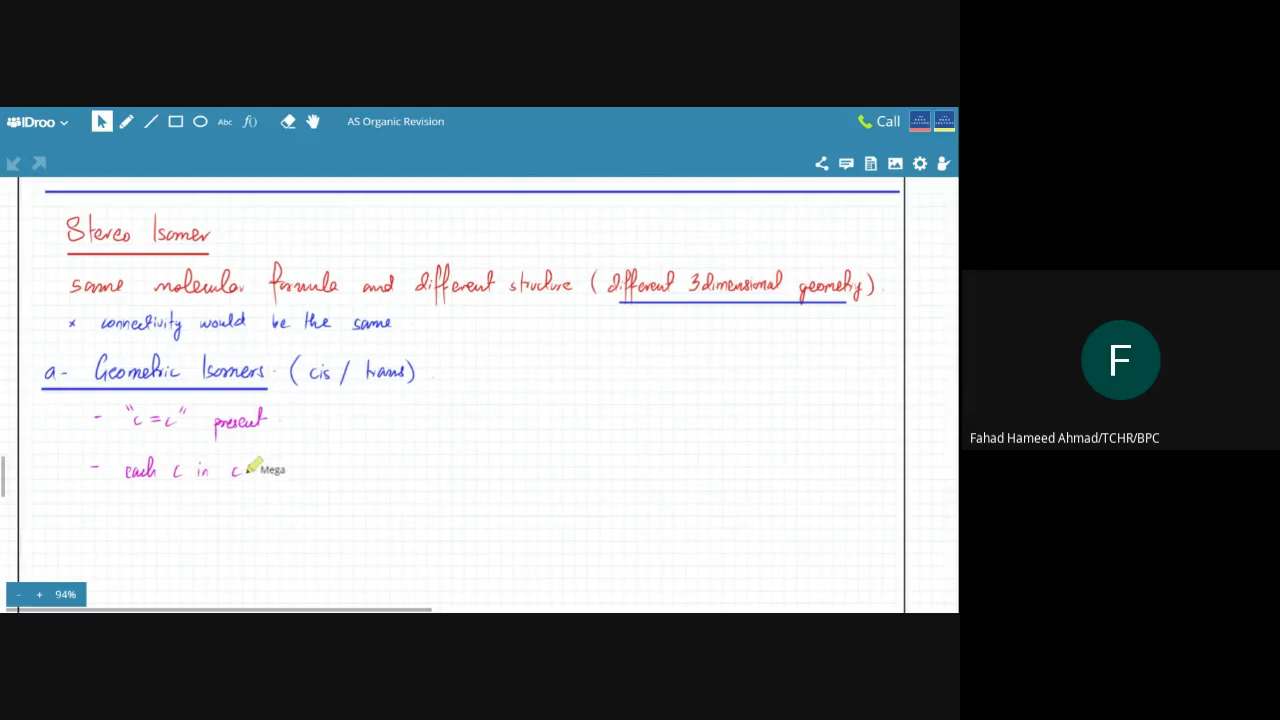 IDroo
Abc
f()
AS Organic Revision
Call
Stereo Isomer
same molecular formula and different structure ( different 3dimensional geometry ).
* connectivity would be the same
a - Geometric Isomers. ( cis / trans ) .
- "c = c" present .
- each c in c
Mega
- + 94%
F
Fahad Hameed Ahmad/TCHR/BPC